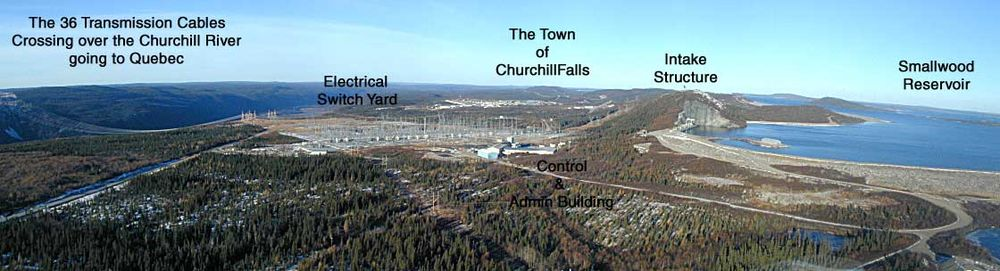 The 36 Transmission Cables
Crossing over the Churchill River
going to Quebec
Electrical
Switch Yard
The Town
of
ChurchillFalls
Intake
Structure
Smallwood
Reservoir
Control
&
Admin Building